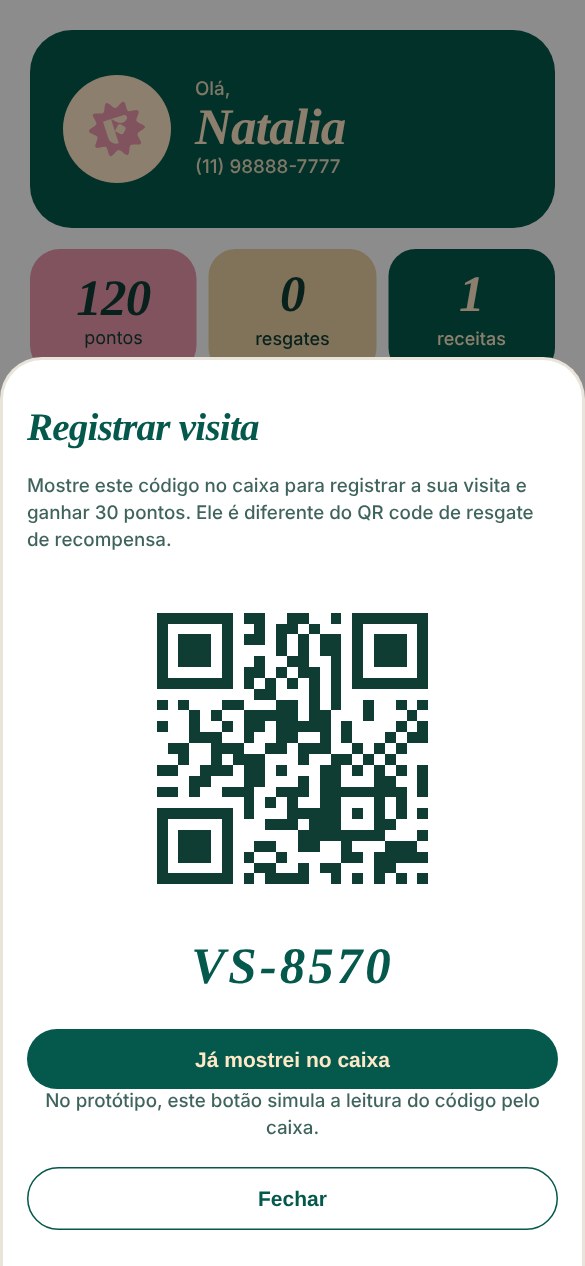 Olá,
Natalia
(11) 98888-7777
120
pontos
0
resgates
1
receitas
Registrar visita
Mostre este código no caixa para registrar a sua visita e
ganhar 30 pontos. Ele é diferente do QR code de resgate
de recompensa.
VS-8570
Já mostrei no caixa
No protótipo, este botão simula a leitura do código pelo
caixa.
Fechar